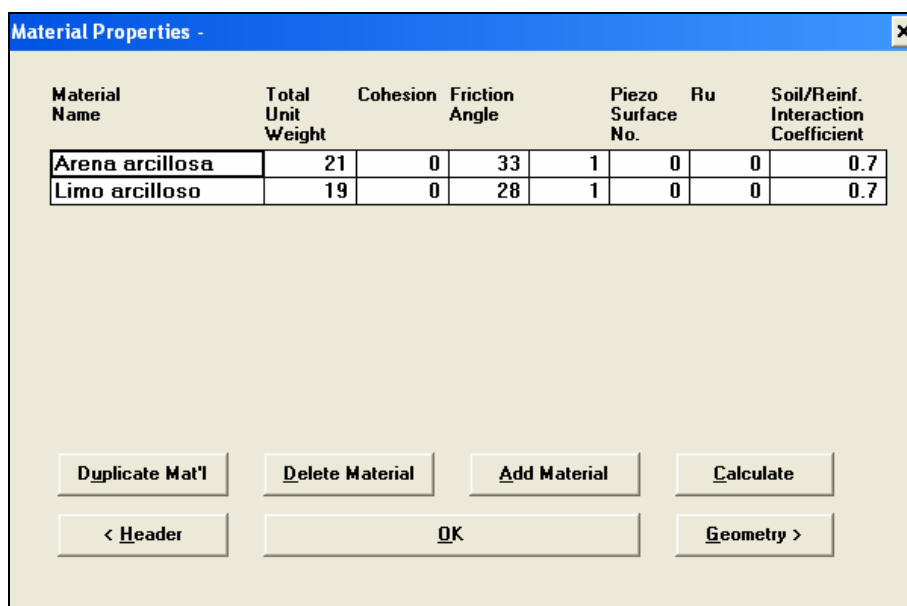 Material Properties -
Material Name Total Unit Weight Cohesion Friction Angle Piezo Surface No. Ru Soil/Reinf. Interaction Coefficient
Arena arcillosa 21 0 33 1 0 0 0.7
Limo arcilloso 19 0 28 1 0 0 0.7
Duplicate Mat'l Delete Material Add Material Calculate
< Header OK Geometry >